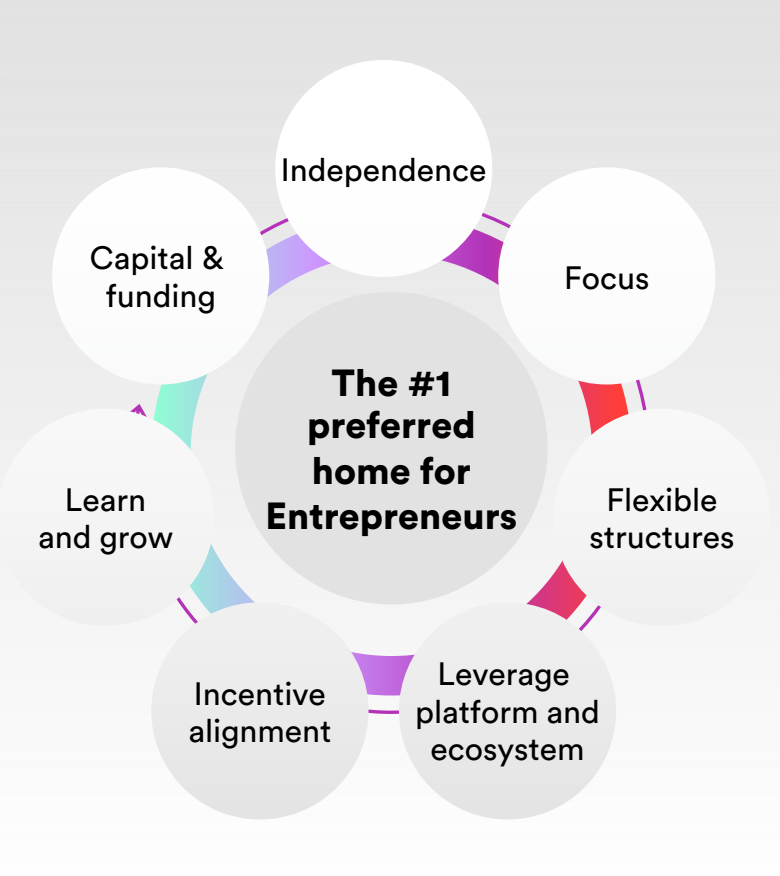 Independence
Focus
Flexible
structures
Leverage
platform and
ecosystem
Incentive
alignment
Learn
and grow
Capital &
funding
The #1
preferred
home for
Entrepreneurs